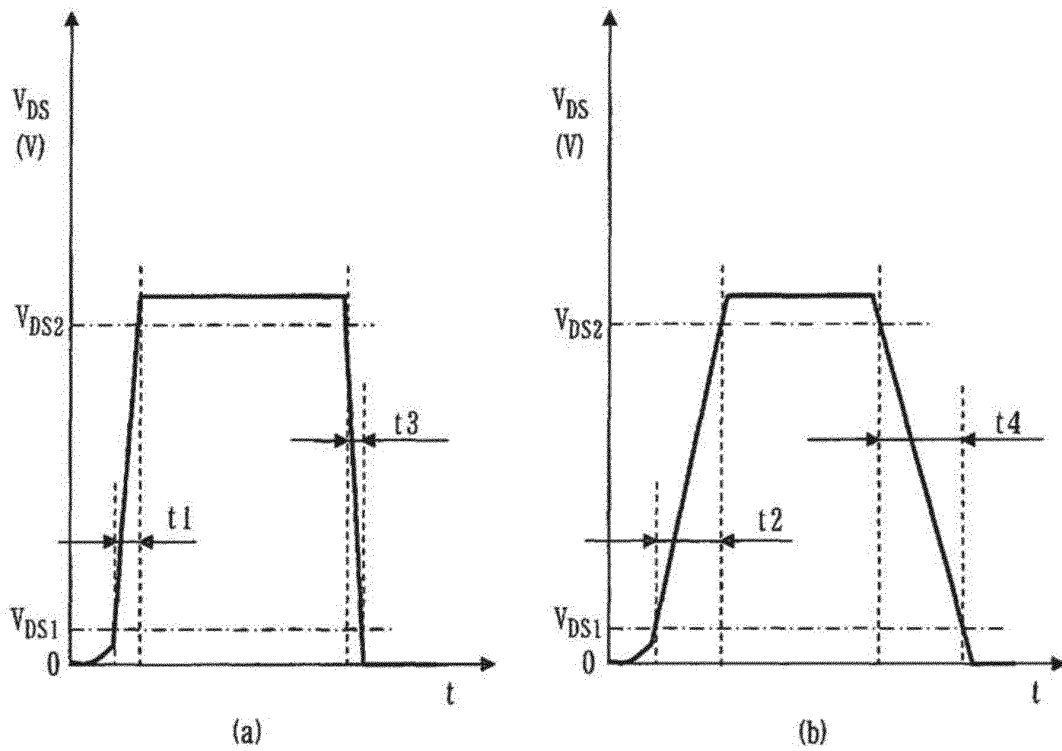 V_DS
(V)
V_DS2
t3
t1
V_DS1
0
t
(a)
V_DS
(V)
V_DS2
t4
t2
V_DS1
0
t
(b)